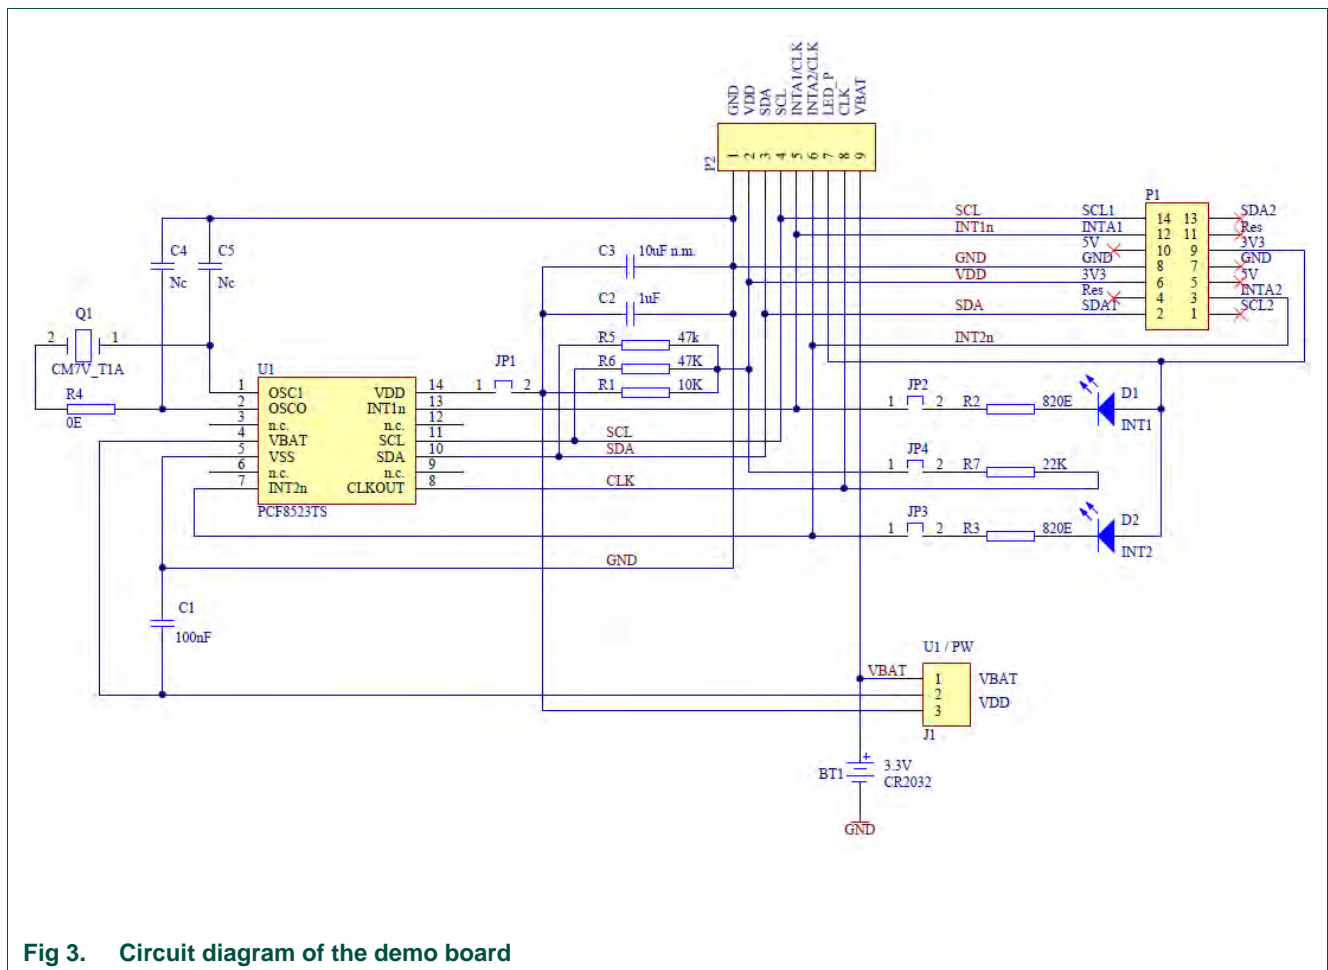 GND
VDD
SDA
SCL
INTA1/CLK
INTA2/CLK
LED_P
CLK
VBAT
P2
1 2 3 4 5 6 7 8 9
P1
SCL SCL1 14 13 SDA2
INT1n INTA1 12 11 Res
5V 10 9 3V3
GND GND 8 7 GND
VDD 3V3 6 5 5V
Res 4 3 INTA2
SDA SDA1 2 1 SCL2
INT2n
C4
Nc
C5
Nc
C3 10uF n.m.
C2 1uF
R5 47k
R6 47K
R1 10K
Q1
2 1
CM7V_T1A
R4
0E
JP1
1 2
U1
1 OSC1 VDD 14
2 OSCO INT1n 13
3 n.c. n.c. 12
4 VBAT SCL 11
5 VSS SDA 10
6 n.c. n.c. 9
7 INT2n CLKOUT 8
PCF8523TS
SCL
SDA
CLK
GND
JP2
1 2 R2 820E D1
INT1
JP4
1 2 R7 22K
JP3
1 2 R3 820E D2
INT2
C1
100nF
U1 / PW
VBAT 1 VBAT
2
VDD
3
J1
BT1 + 3.3V
CR2032
GND
Fig 3. Circuit diagram of the demo board